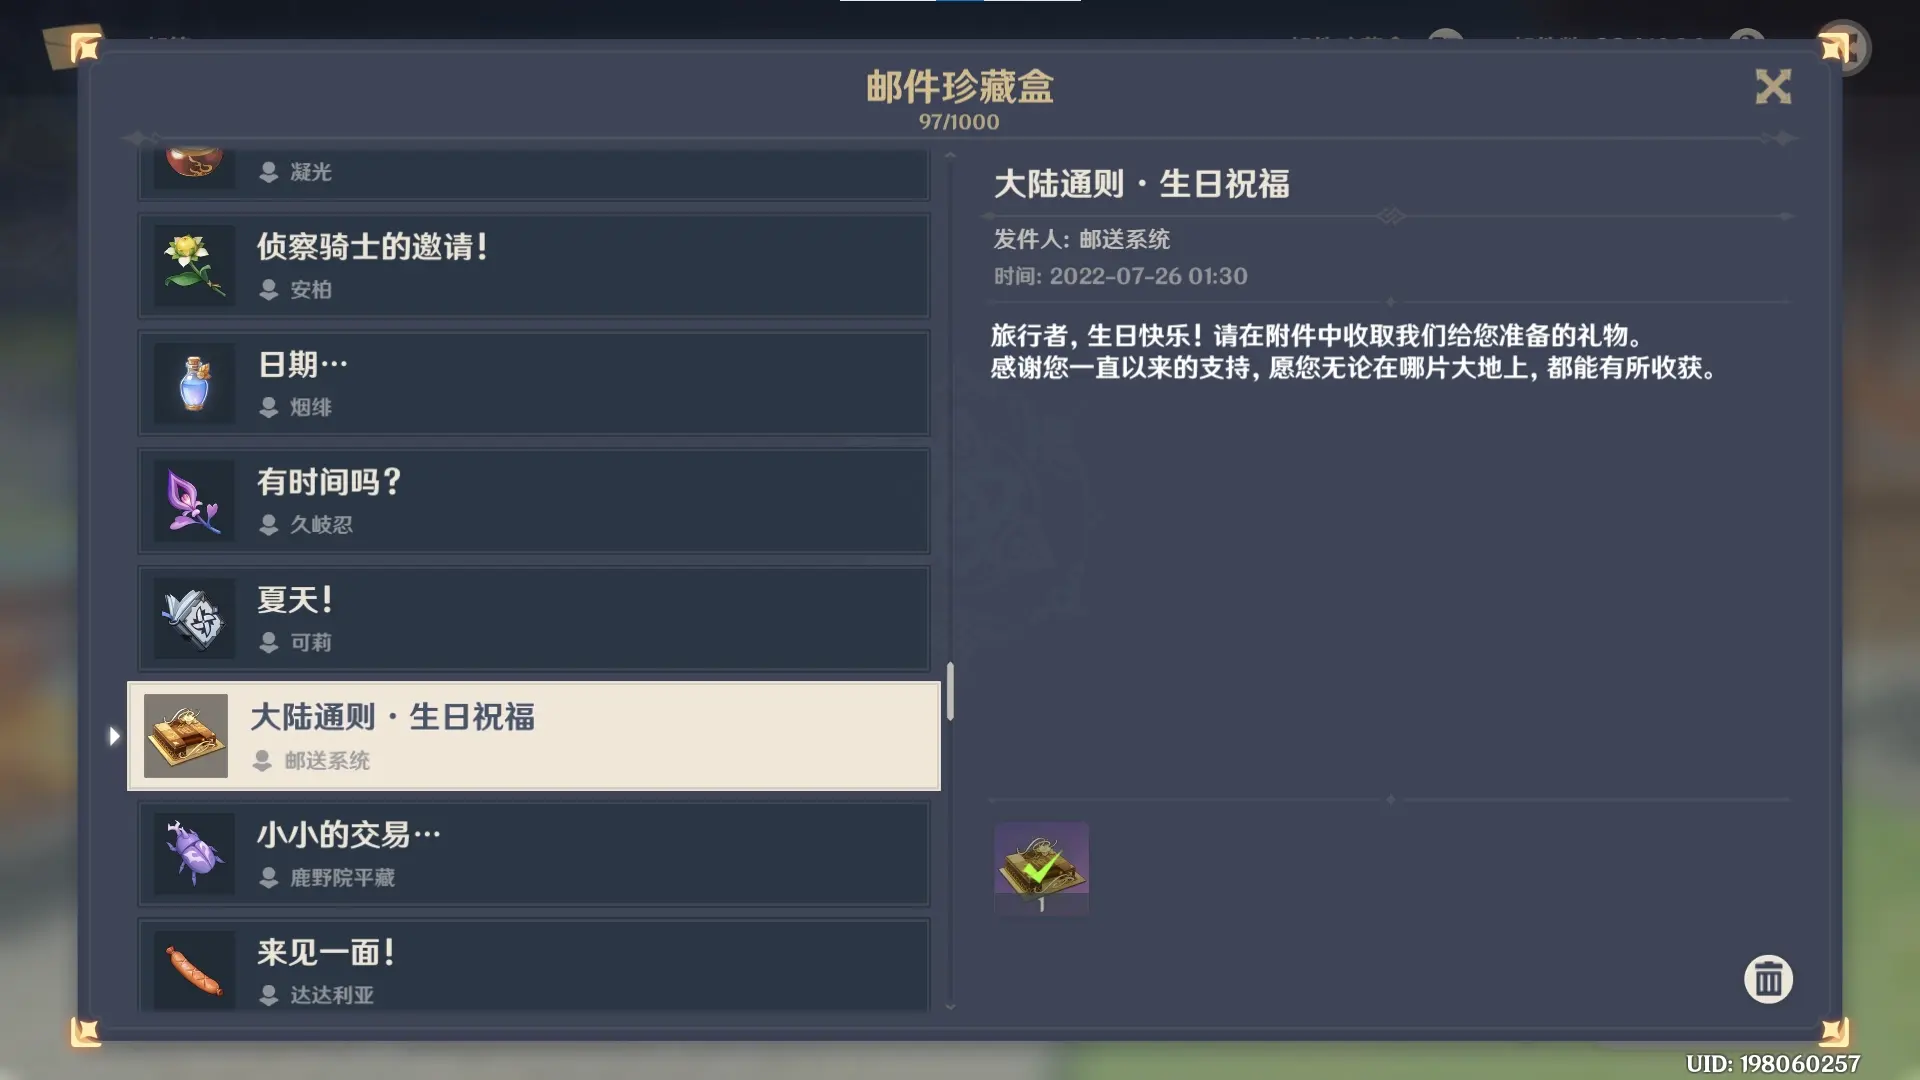 邮件珍藏盒
97/1000
凝光
侦察骑士的邀请！
安柏
日期…
烟绯
有时间吗？
久岐忍
夏天！
可莉
大陆通则·生日祝福
邮送系统
小小的交易…
鹿野院平藏
来见一面！
达达利亚
大陆通则·生日祝福
发件人: 邮送系统
时间: 2022-07-26 01:30
旅行者，生日快乐！请在附件中收取我们给您准备的礼物。
感谢您一直以来的支持，愿您无论在哪片大地上，都能有所收获。
1
UID: 198060257